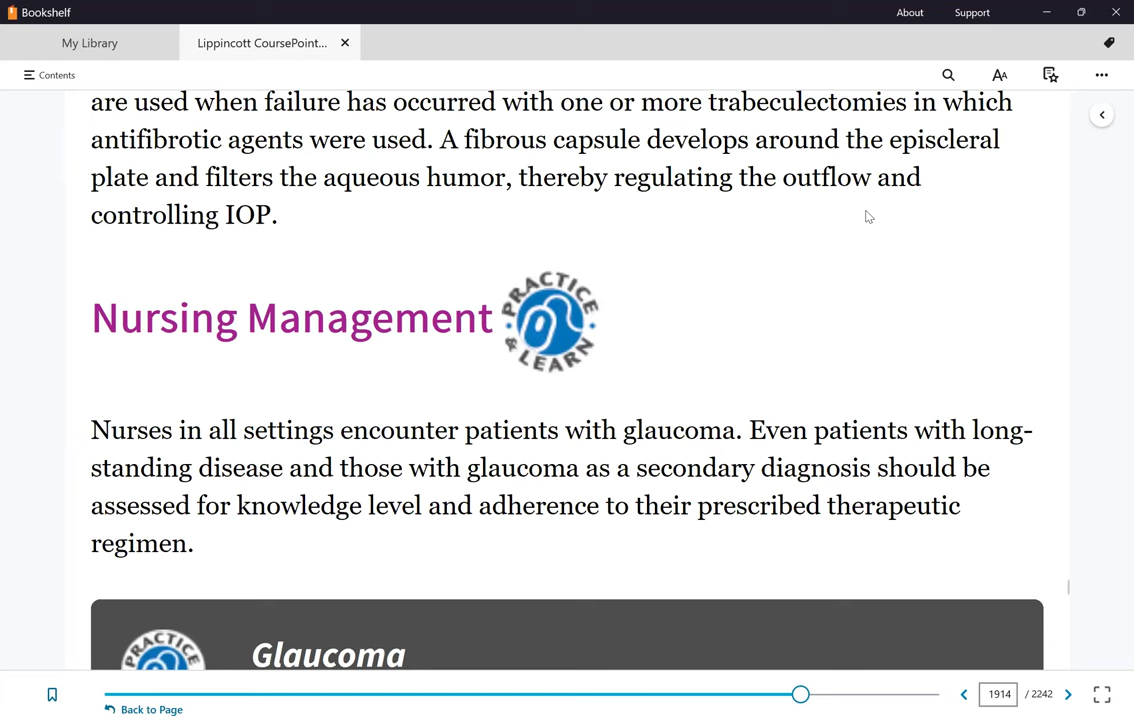 Bookshelf
About
Support
My Library
Lippincott CoursePoint...
Contents
are used when failure has occurred with one or more trabeculectomies in which
antifibrotic agents were used. A fibrous capsule develops around the episcleral
plate and filters the aqueous humor, thereby regulating the outflow and
controlling IOP.
Nursing Management
PRACTICE
& LEARN
Nurses in all settings encounter patients with glaucoma. Even patients with long-
standing disease and those with glaucoma as a secondary diagnosis should be
assessed for knowledge level and adherence to their prescribed therapeutic
regimen.
PRACTICE
Glaucoma
1914 / 2242
Back to Page